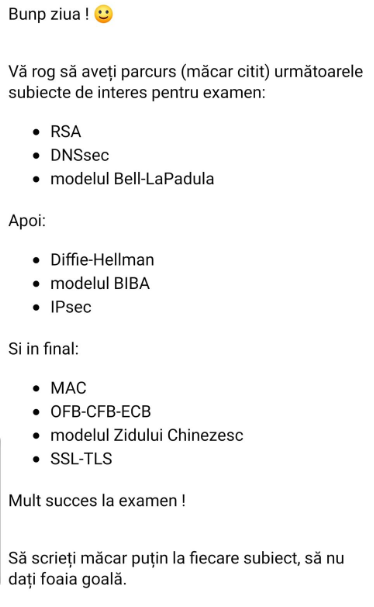 Bunp ziua ! 🙂
Vă rog să aveți parcurs (măcar citit) următoarele
subiecte de interes pentru examen:
• RSA
• DNSsec
• modelul Bell-LaPadula
Apoi:
• Diffie-Hellman
• modelul BIBA
• IPsec
Si in final:
• MAC
• OFB-CFB-ECB
• modelul Zidului Chinezesc
• SSL-TLS
Mult succes la examen !
Să scrieți măcar puțin la fiecare subiect, să nu
dați foaia goală.